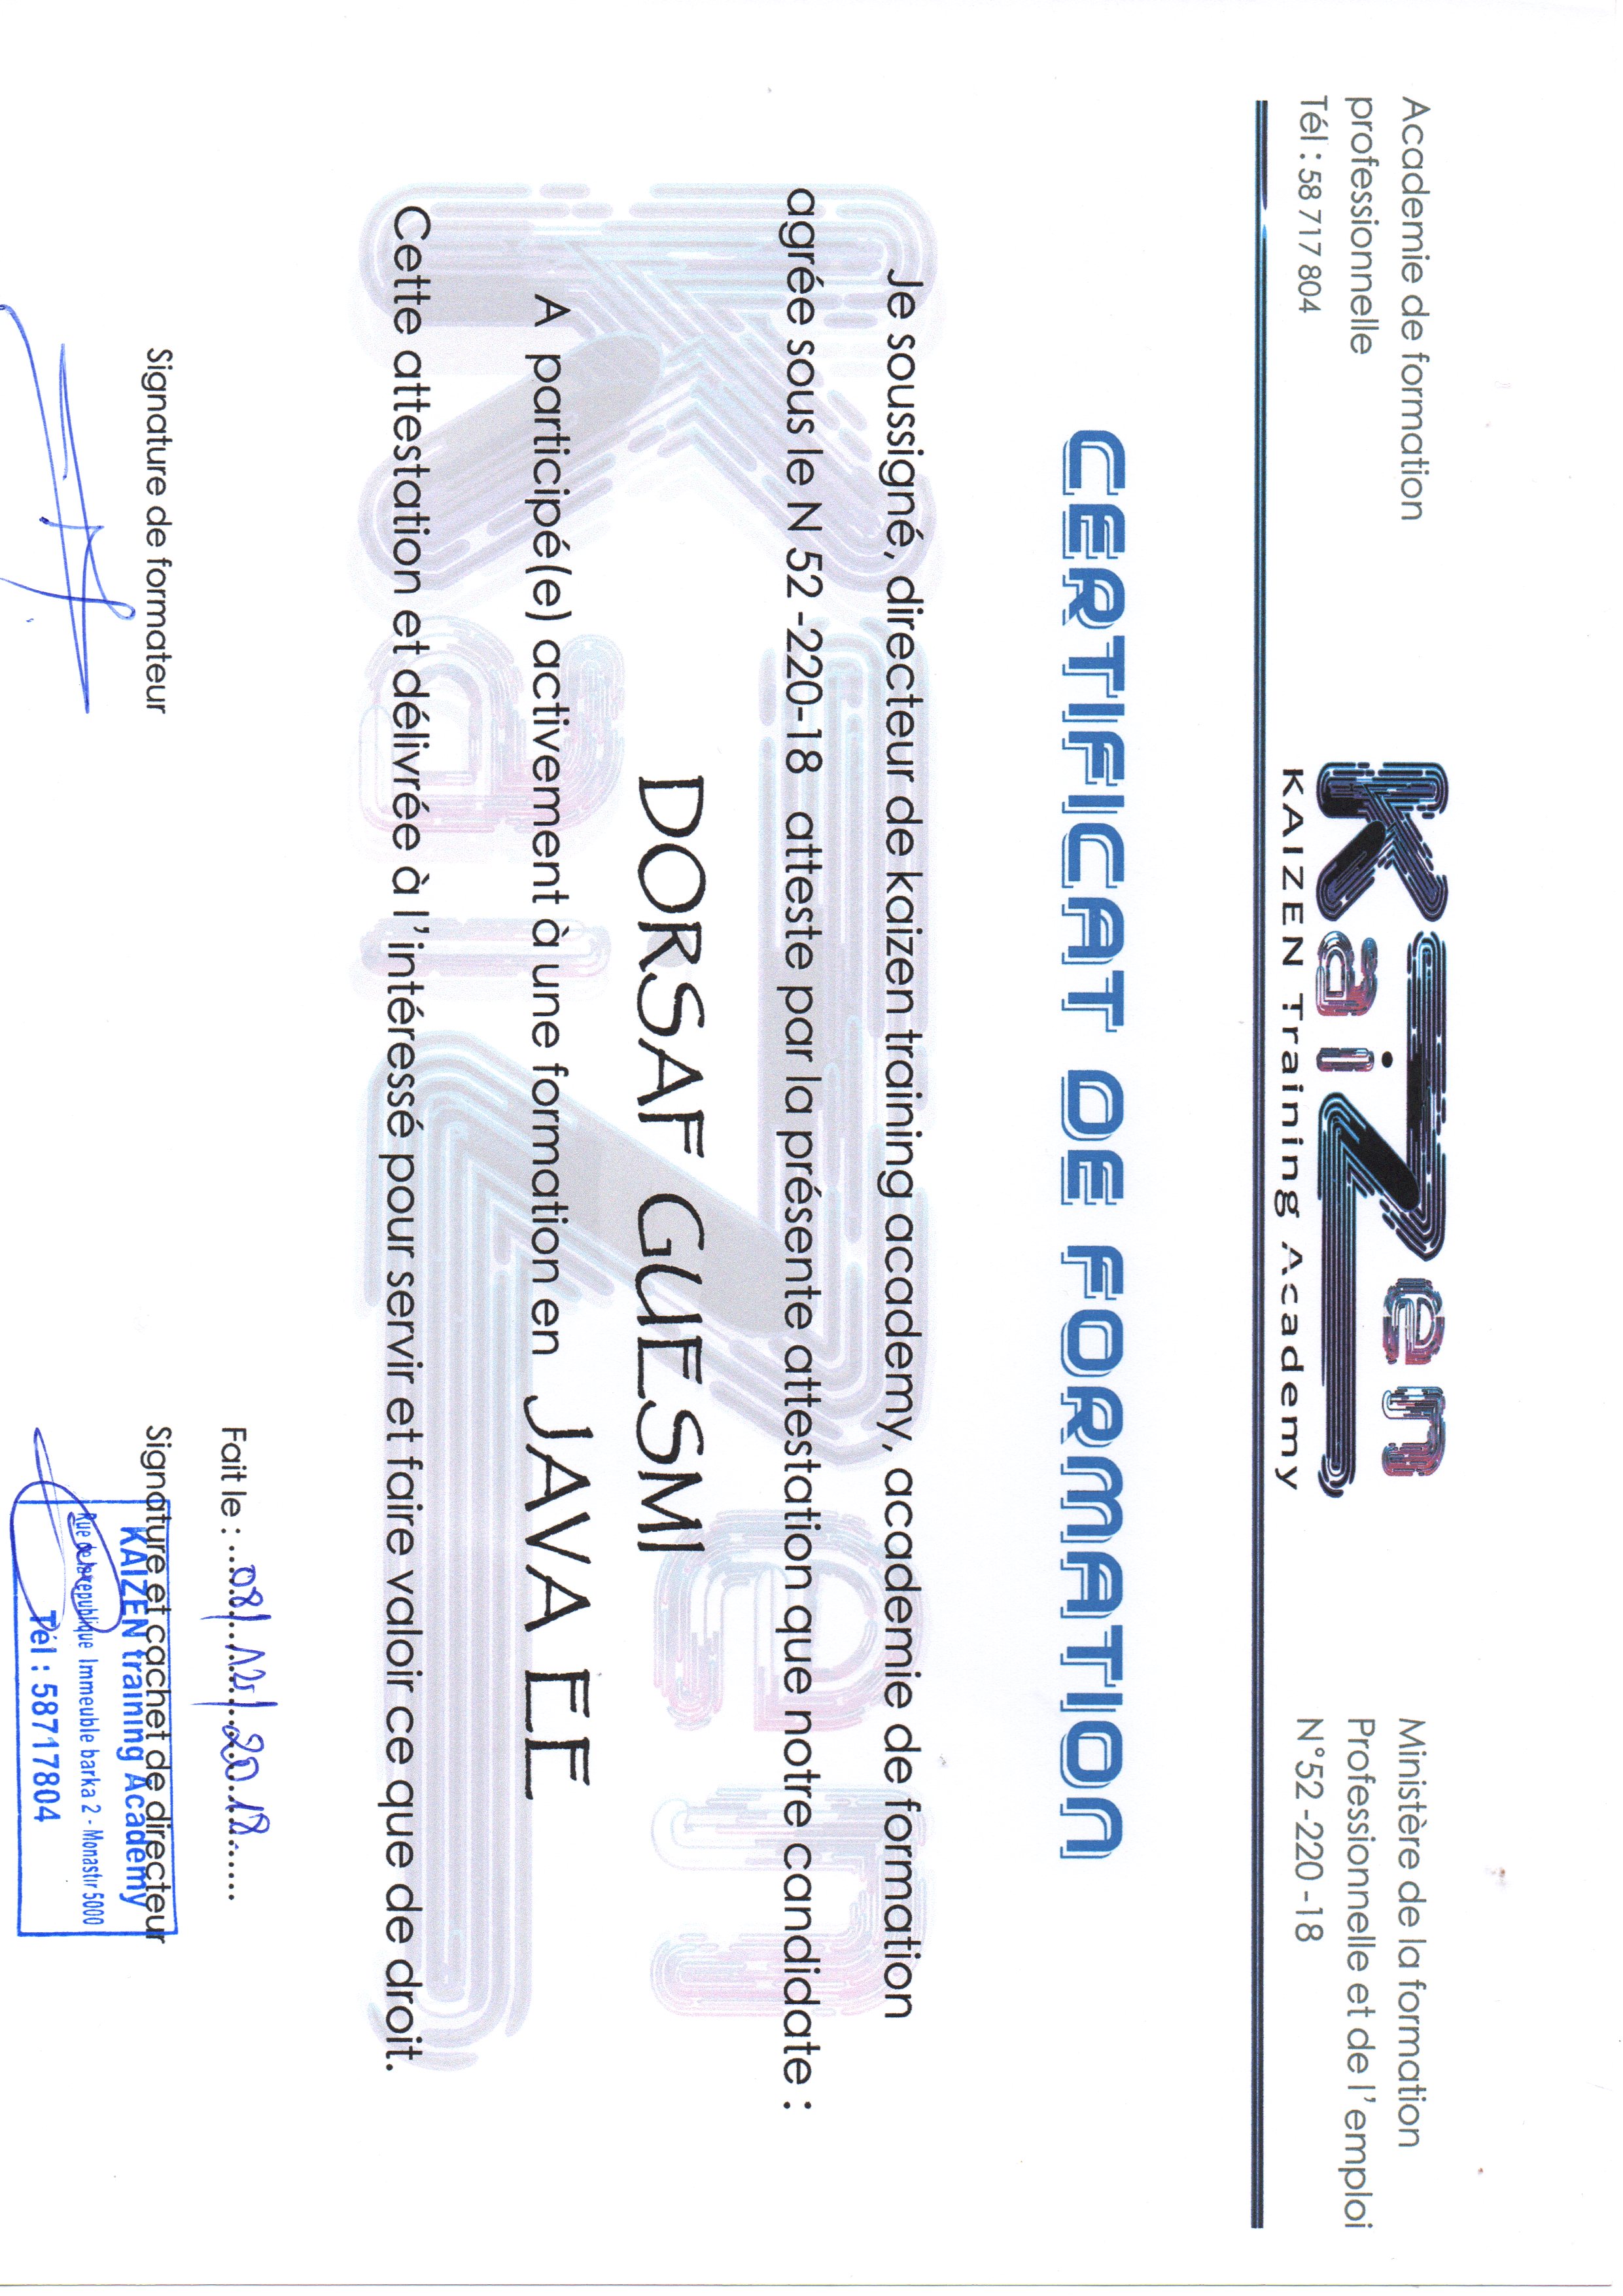 Academie de formation
professionnelle
Tél : 58 717 804
KaiZen
KAIZEN Training Academy
Ministère de la formation
Professionnelle et de l'emploi
N°52 -220 -18
CERTIFICAT DE FORMATION
Je soussigné, directeur de kaizen training academy, academie de formation
agrée sous le N 52 -220-18 atteste par la présente attestation que notre candidate :
DORSAF GUESMI
A participé(e) activement à une formation en JAVA EE
Cette attestation et délivrée à l'intéressé pour servir et faire valoir ce que de droit.
Fait le : 08/12/2018
Signature de formateur
Signature et cachet de directeur
KAIZEN training Academy
Rue de la republique Immeuble barka 2 - Monastir 5000
Tél : 58717804